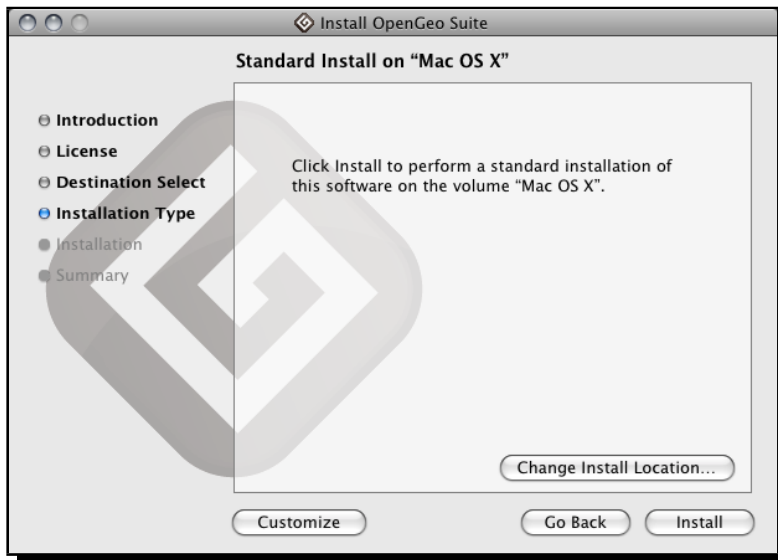 Install OpenGeo Suite
Standard Install on “Mac OS X”
Introduction
License
Destination Select
Installation Type
Installation
Summary
Click Install to perform a standard installation of
this software on the volume “Mac OS X”.
Change Install Location...
Customize
Go Back
Install